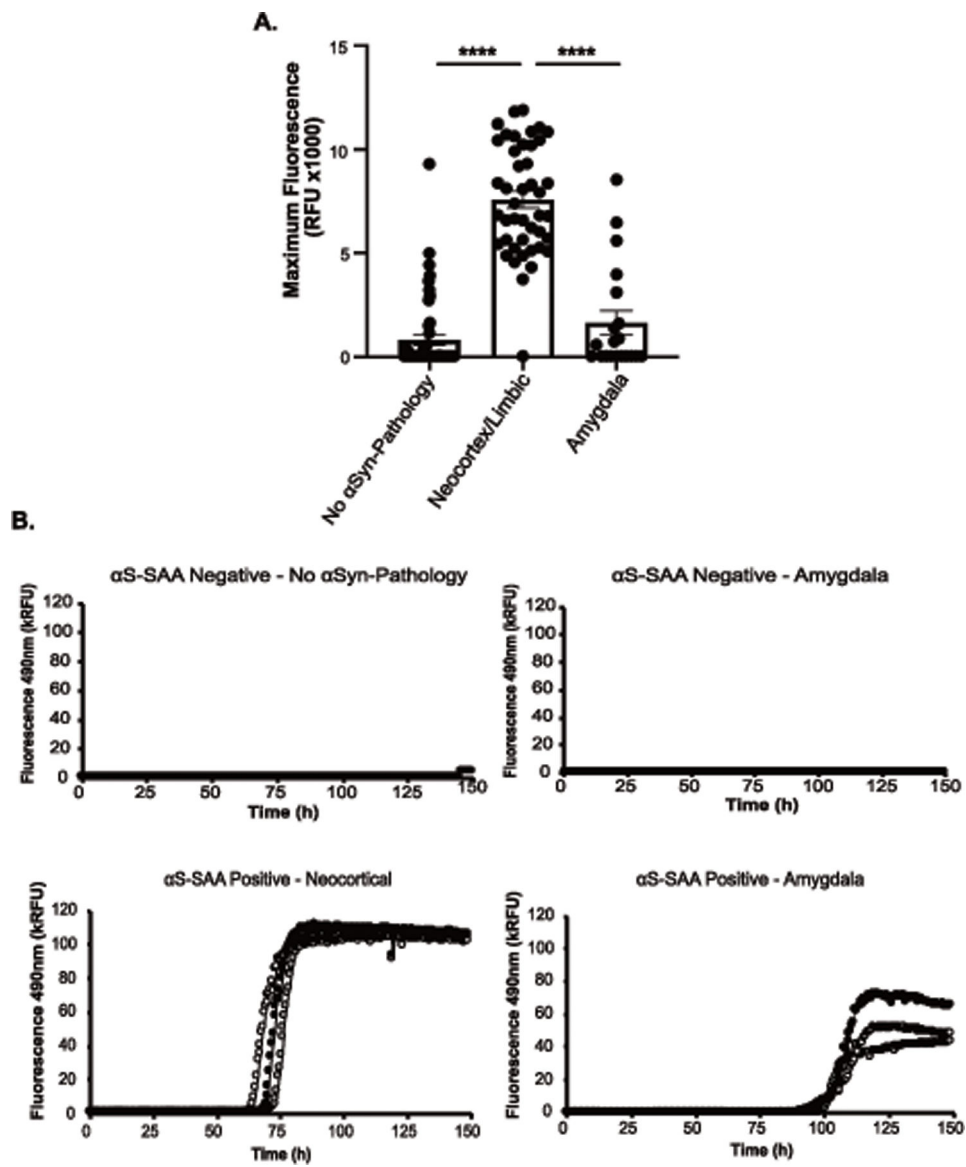 A.
Maximum Fluorescence
(RFU x1000)
15
10
5
0
****
****
No αSyn-Pathology
Neocortex/Limbic
Amygdala
B.
αS-SAA Negative - No αSyn-Pathology
Fluorescence 490nm (kRFU)
120
100
80
60
40
20
0
0 25 50 75 100 125 150
Time (h)
αS-SAA Negative - Amygdala
Fluorescence 490nm (kRFU)
120
100
80
60
40
20
0
0 25 50 75 100 125 150
Time (h)
αS-SAA Positive - Neocortical
Fluorescence 490nm (kRFU)
120
100
80
60
40
20
0
0 25 50 75 100 125 150
Time (h)
αS-SAA Positive - Amygdala
Fluorescence 490nm (kRFU)
120
100
80
60
40
20
0
0 25 50 75 100 125 150
Time (h)